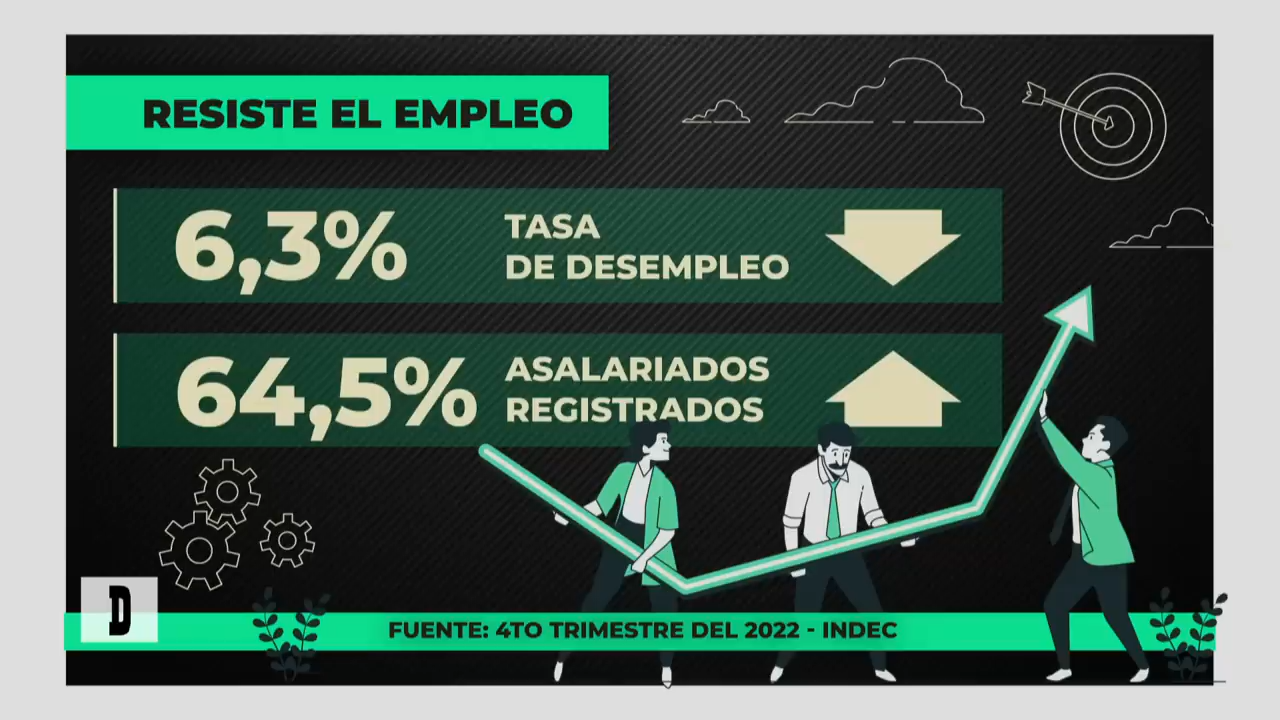 RESISTE EL EMPLEO
6,3%
TASA
DE DESEMPLEO
64,5%
ASALARIADOS
REGISTRADOS
D
FUENTE: 4TO TRIMESTRE DEL 2022 - INDEC